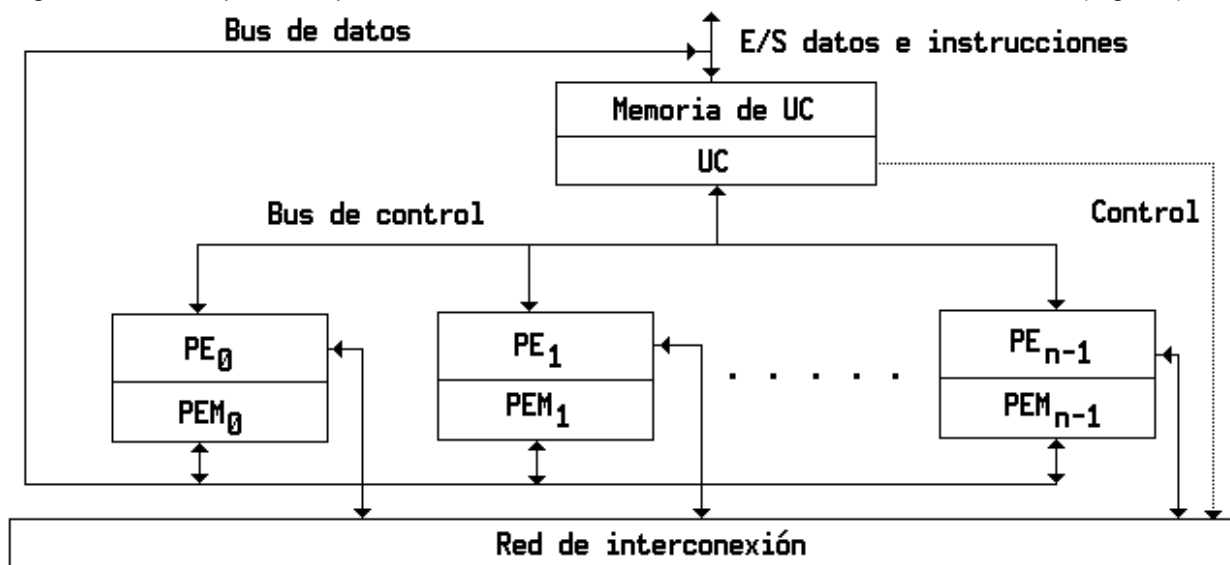 Bus de datos
E/S datos e instrucciones
Memoria de UC
UC
Bus de control
Control
PE0
PE1
. . . . .
PEn-1
PEM0
PEM1
PEMn-1
Red de interconexión